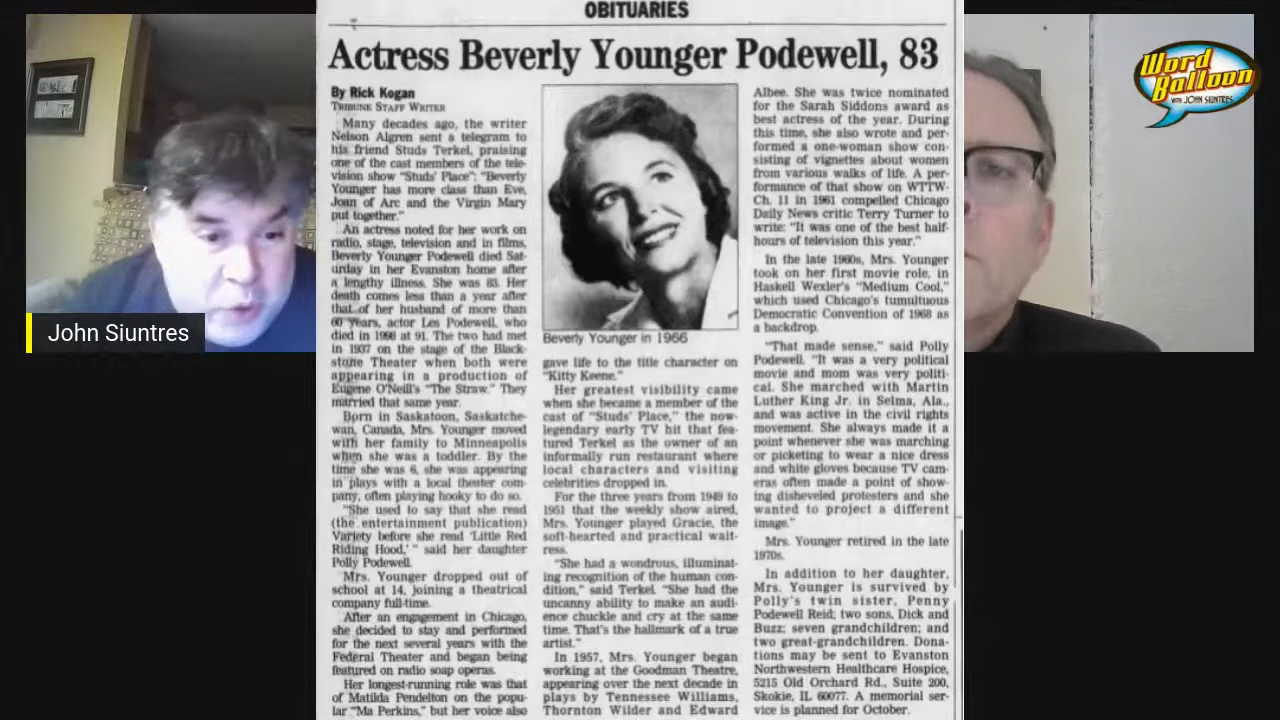 OBITUARIES
Actress Beverly Younger Podewell, 83
By Rick Kogan
TRIBUNE STAFF WRITER
Many decades ago, the writer
Nelson Algren sent a telegram to
his friend Studs Terkel, praising
one of the cast members of the tele-
vision show "Studs' Place": "Beverly
Younger has more class than Eve,
Joan of Arc and the Virgin Mary
put together."
An actress noted for her work on
radio, stage, television and in films,
Beverly Younger Podewell died Sat-
urday in her Evanston home after
a lengthy illness. She was 83. Her
death comes less than a year after
that of her husband of more than
60 years, actor Les Podewell, who
died in 1998 at 91. The two had met
in 1937 on the stage of the Black-
stone Theater when both were
appearing in a production of
Eugene O'Neill's "The Straw." They
married that same year.
Born in Saskatoon, Saskatche-
wan, Canada, Mrs. Younger moved
with her family to Minneapolis
when she was a toddler. By the
time she was 6, she was appearing
in plays with a local theater com-
pany, often playing hooky to do so.
"She used to say that she read
(the entertainment publication)
Variety before she read 'Little Red
Riding Hood,' " said her daughter
Polly Podewell.
Mrs. Younger dropped out of
school at 14, joining a theatrical
company full-time.
After an engagement in Chicago,
she decided to stay and performed
for the next several years with the
Federal Theater and began being
featured on radio soap operas.
Her longest-running role was that
of Matilda Pendelton on the popu-
lar "Ma Perkins," but her voice also
Beverly Younger in 1966
gave life to the title character on
"Kitty Keene."
Her greatest visibility came
when she became a member of the
cast of "Studs' Place," the now-
legendary early TV hit that fea-
tured Terkel as the owner of an
informally run restaurant where
local characters and visiting
celebrities dropped in.
For the three years from 1949 to
1951 that the weekly show aired,
Mrs. Younger played Gracie, the
soft-hearted and practical wait-
ress.
"She had a wondrous, illuminat-
ing recognition of the human con-
dition," said Terkel. "She had the
uncanny ability to make an audi-
ence chuckle and cry at the same
time. That's the hallmark of a true
artist."
In 1957, Mrs. Younger began
working at the Goodman Theatre,
appearing over the next decade in
plays by Tennessee Williams,
Thornton Wilder and Edward
Albee. She was twice nominated
for the Sarah Siddons award as
best actress of the year. During
this time, she also wrote and per-
formed a one-woman show con-
sisting of vignettes about women
from various walks of life. A per-
formance of that show on WTTW-
Ch. 11 in 1961 compelled Chicago
Daily News critic Terry Turner to
write: "It was one of the best half-
hours of television this year."
In the late 1960s, Mrs. Younger
took on her first movie role, in
Haskell Wexler's "Medium Cool,"
which used Chicago's tumultuous
Democratic Convention of 1968 as
a backdrop.
"That made sense," said Polly
Podewell. "It was a very political
movie and mom was very politi-
cal. She marched with Martin
Luther King Jr. in Selma, Ala.,
and was active in the civil rights
movement. She always made it a
point whenever she was marching
or picketing to wear a nice dress
and white gloves because TV cam-
eras often made a point of show-
ing disheveled protesters and she
wanted to project a different
image."
Mrs. Younger retired in the late
1970s.
In addition to her daughter,
Mrs. Younger is survived by
Polly's twin sister, Penny
Podewell Reid; two sons, Dick and
Buzz; seven grandchildren; and
two great-grandchildren. Dona-
tions may be sent to Evanston
Northwestern Healthcare Hospice,
5215 Old Orchard Rd., Suite 200,
Skokie, IL 60077. A memorial ser-
vice is planned for October.
John Siuntres
Word
Balloon
WITH JOHN SIUNTRES